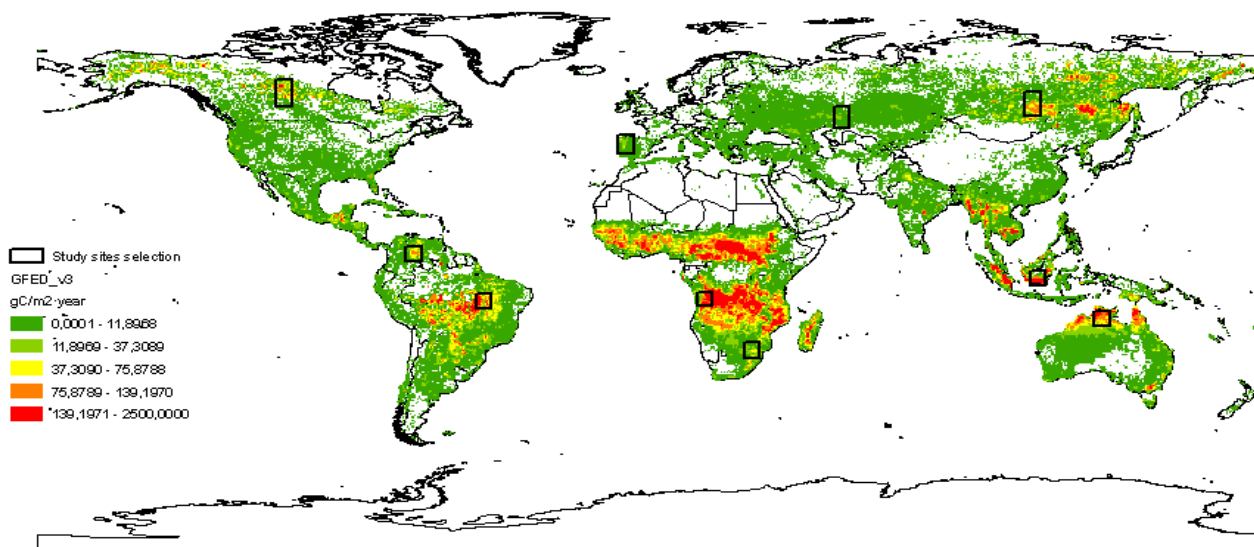 Study sites selection
GFED_v3
gC/m2·year
0,0001 - 11,8968
11,8969 - 37,3089
37,3090 - 75,8788
75,8789 - 139,1970
139,1971 - 2500,0000